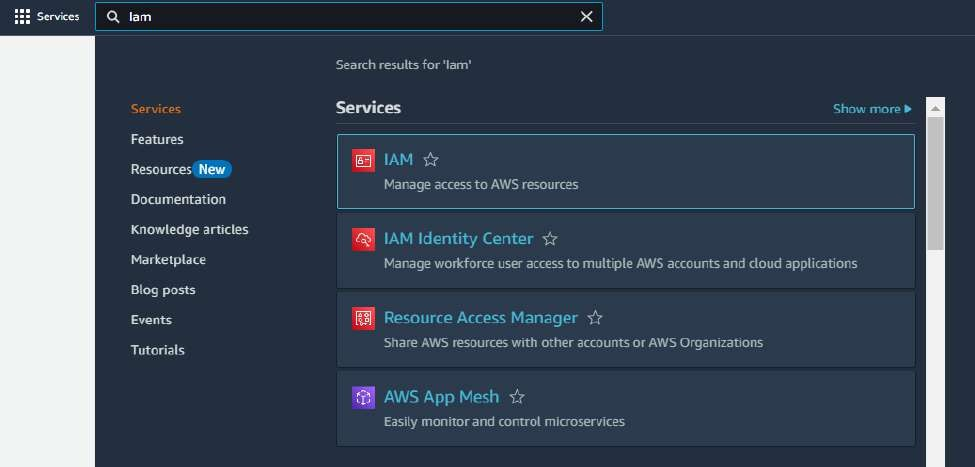 Services
Iam
Search results for 'Iam'
Services
Features
Resources New
Documentation
Knowledge articles
Marketplace
Blog posts
Events
Tutorials
Services
Show more
IAM
Manage access to AWS resources
IAM Identity Center
Manage workforce user access to multiple AWS accounts and cloud applications
Resource Access Manager
Share AWS resources with other accounts or AWS Organizations
AWS App Mesh
Easily monitor and control microservices